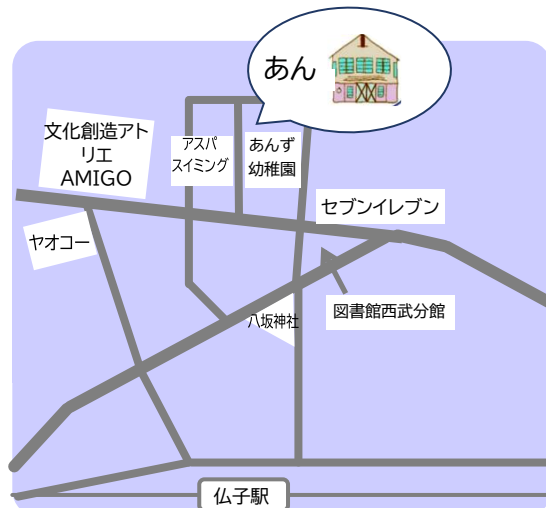 あん
文化創造アト
リエ
AMIGO
アスパ
スイミング
あんず
幼稚園
セブンイレブン
ヤオコー
図書館西武分館
八坂神社
仏子駅